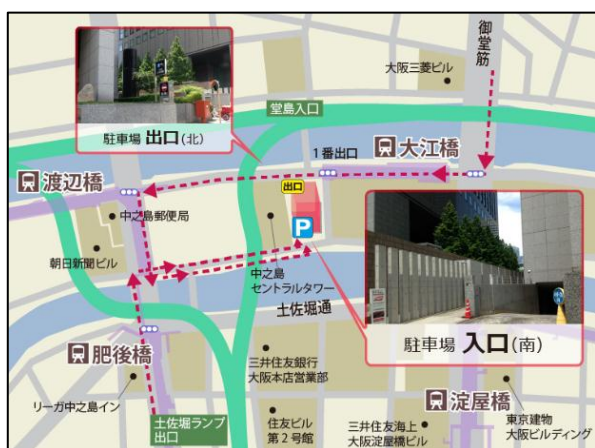 御堂筋
大阪三菱ビル
堂島入口
駐車場 出口(北)
1番出口
大江橋
渡辺橋
出口
中之島郵便局
P
朝日新聞ビル
中之島
セントラルタワー
土佐堀通
駐車場 入口(南)
肥後橋
三井住友銀行
大阪本店営業部
淀屋橋
リーガ中之島イン
土佐堀ランプ
出口
住友ビル
第2号館
三井住友海上
大阪淀屋橋ビル
東京建物
大阪ビルディング